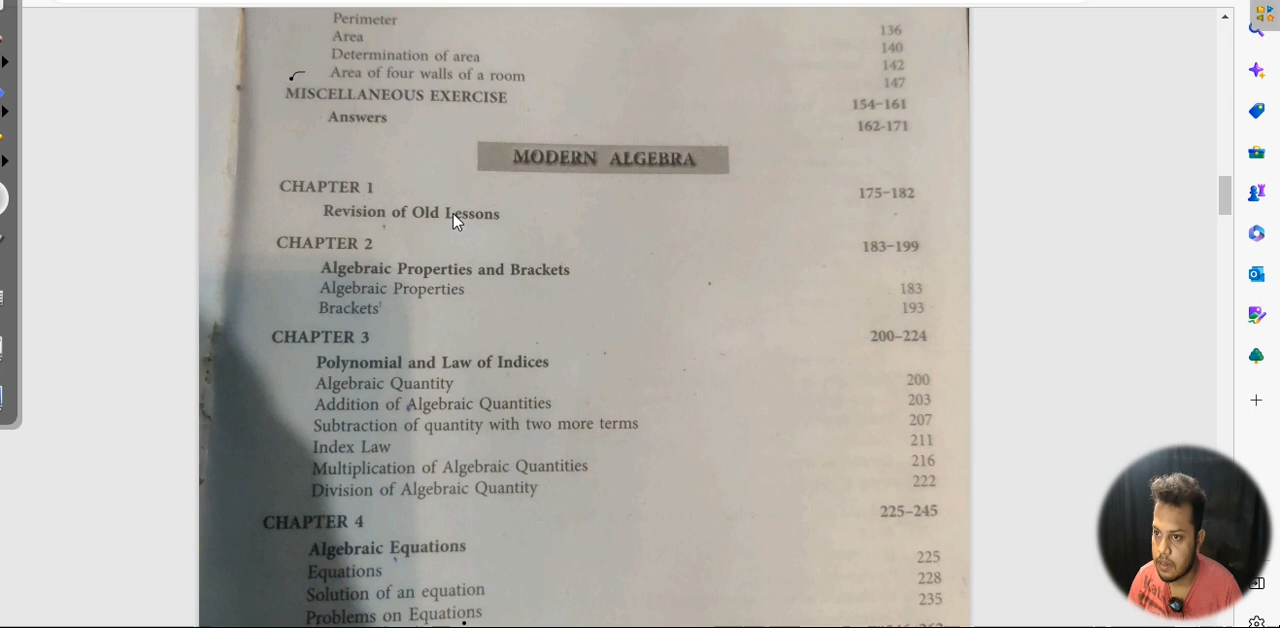 Perimeter 136
Area 140
Determination of area 142
Area of four walls of a room 147
MISCELLANEOUS EXERCISE 154-161
Answers 162-171
MODERN ALGEBRA
CHAPTER 1 175-182
Revision of Old Lessons
CHAPTER 2 183-199
Algebraic Properties and Brackets
Algebraic Properties 183
Brackets 193
CHAPTER 3 200-224
Polynomial and Law of Indices
Algebraic Quantity 200
Addition of Algebraic Quantities 203
Subtraction of quantity with two more terms 207
Index Law 211
Multiplication of Algebraic Quantities 216
Division of Algebraic Quantity 222
CHAPTER 4 225-245
Algebraic Equations
Equations 225
Solution of an equation 228
Problems on Equations 235